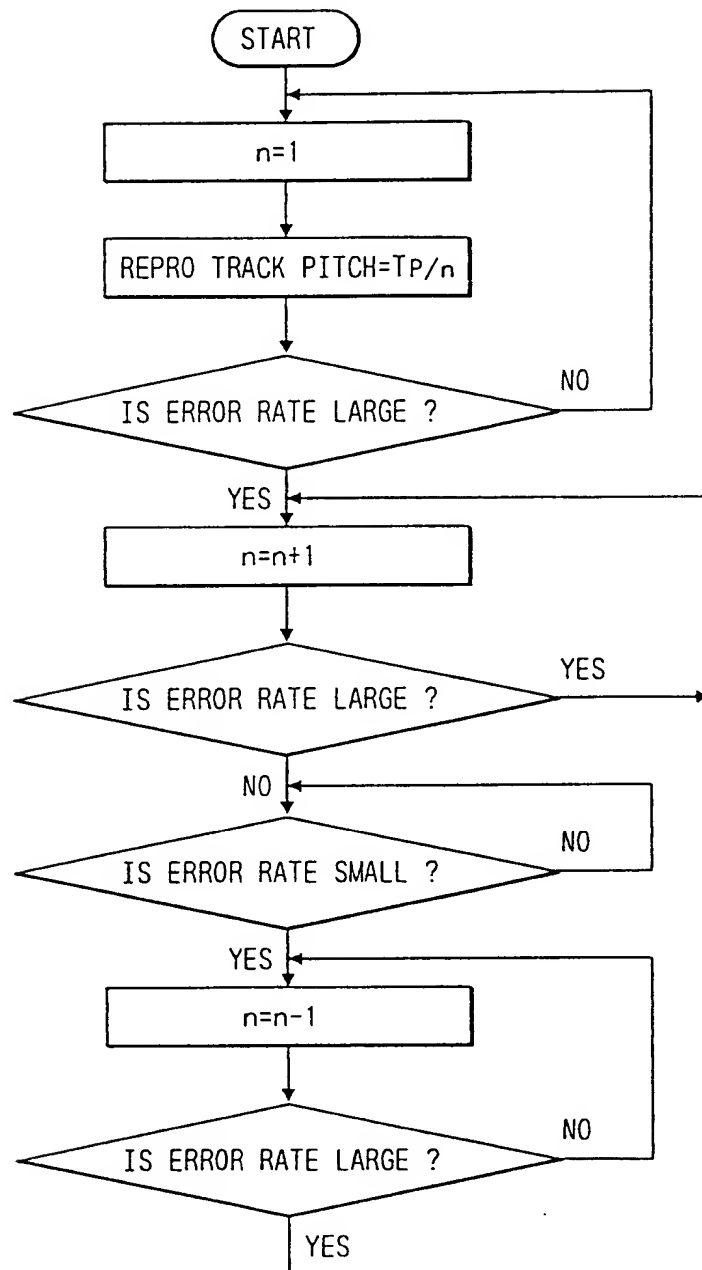 START
n=1
REPRO TRACK PITCH=TP/n
IS ERROR RATE LARGE ?
NO
YES
n=n+1
IS ERROR RATE LARGE ?
YES
NO
IS ERROR RATE SMALL ?
NO
YES
n=n-1
IS ERROR RATE LARGE ?
NO
YES